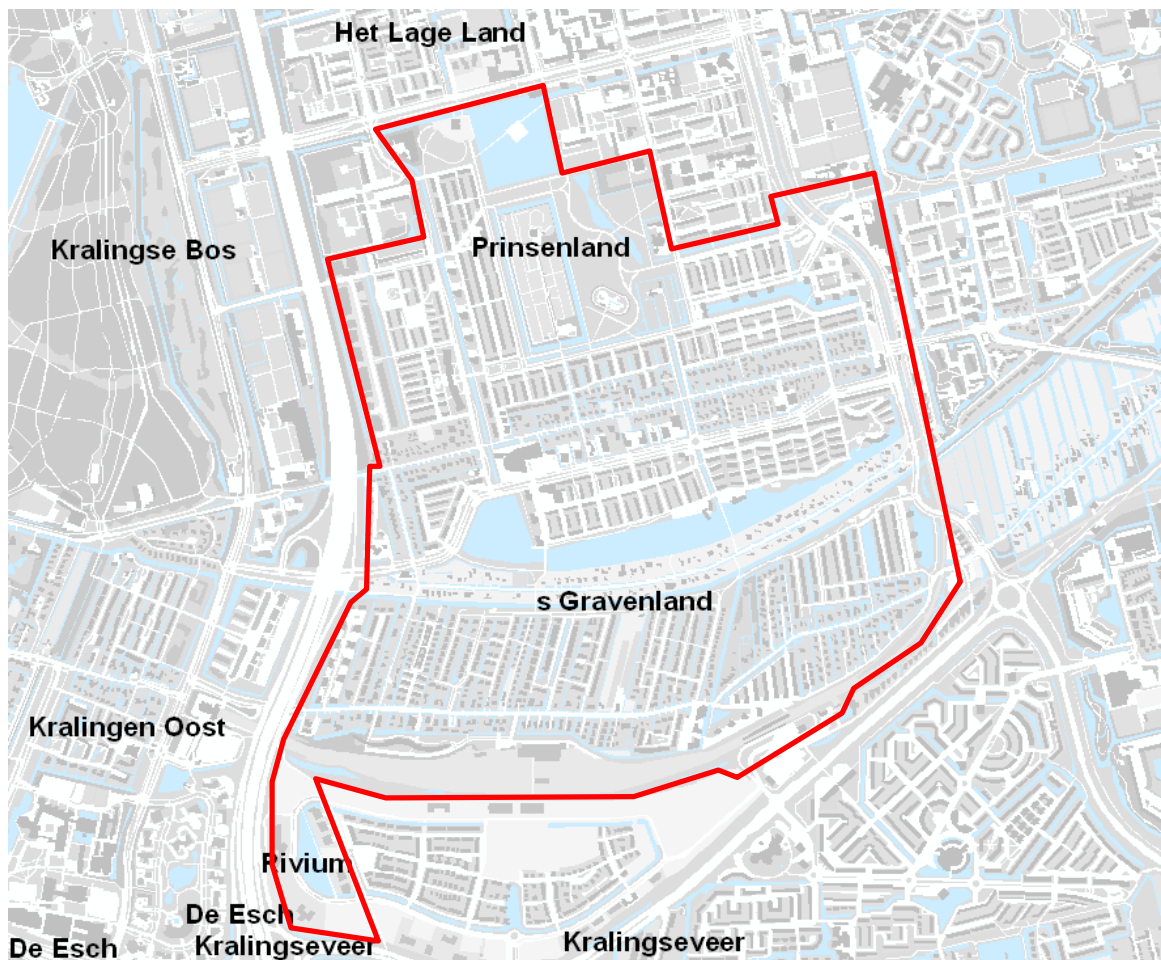 Het Lage Land
Kralingse Bos
Prinsenland
s Gravenland
Kralingen Oost
Rivium
De Esch
Kralingseveer
Kralingseveer
De Esch